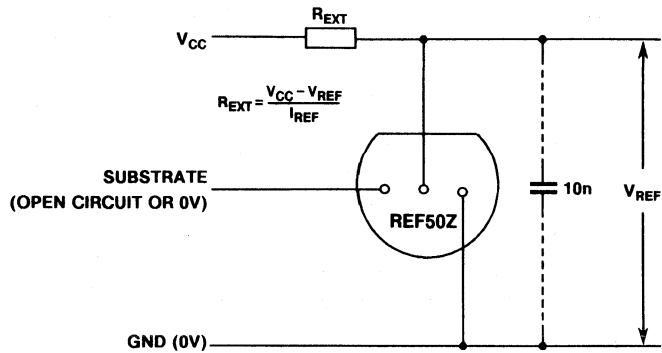 R_EXT
V_CC
R_EXT = V_CC − V_REF / I_REF
SUBSTRATE
(OPEN CIRCUIT OR 0V)
REF50Z
10n
V_REF
GND (0V)